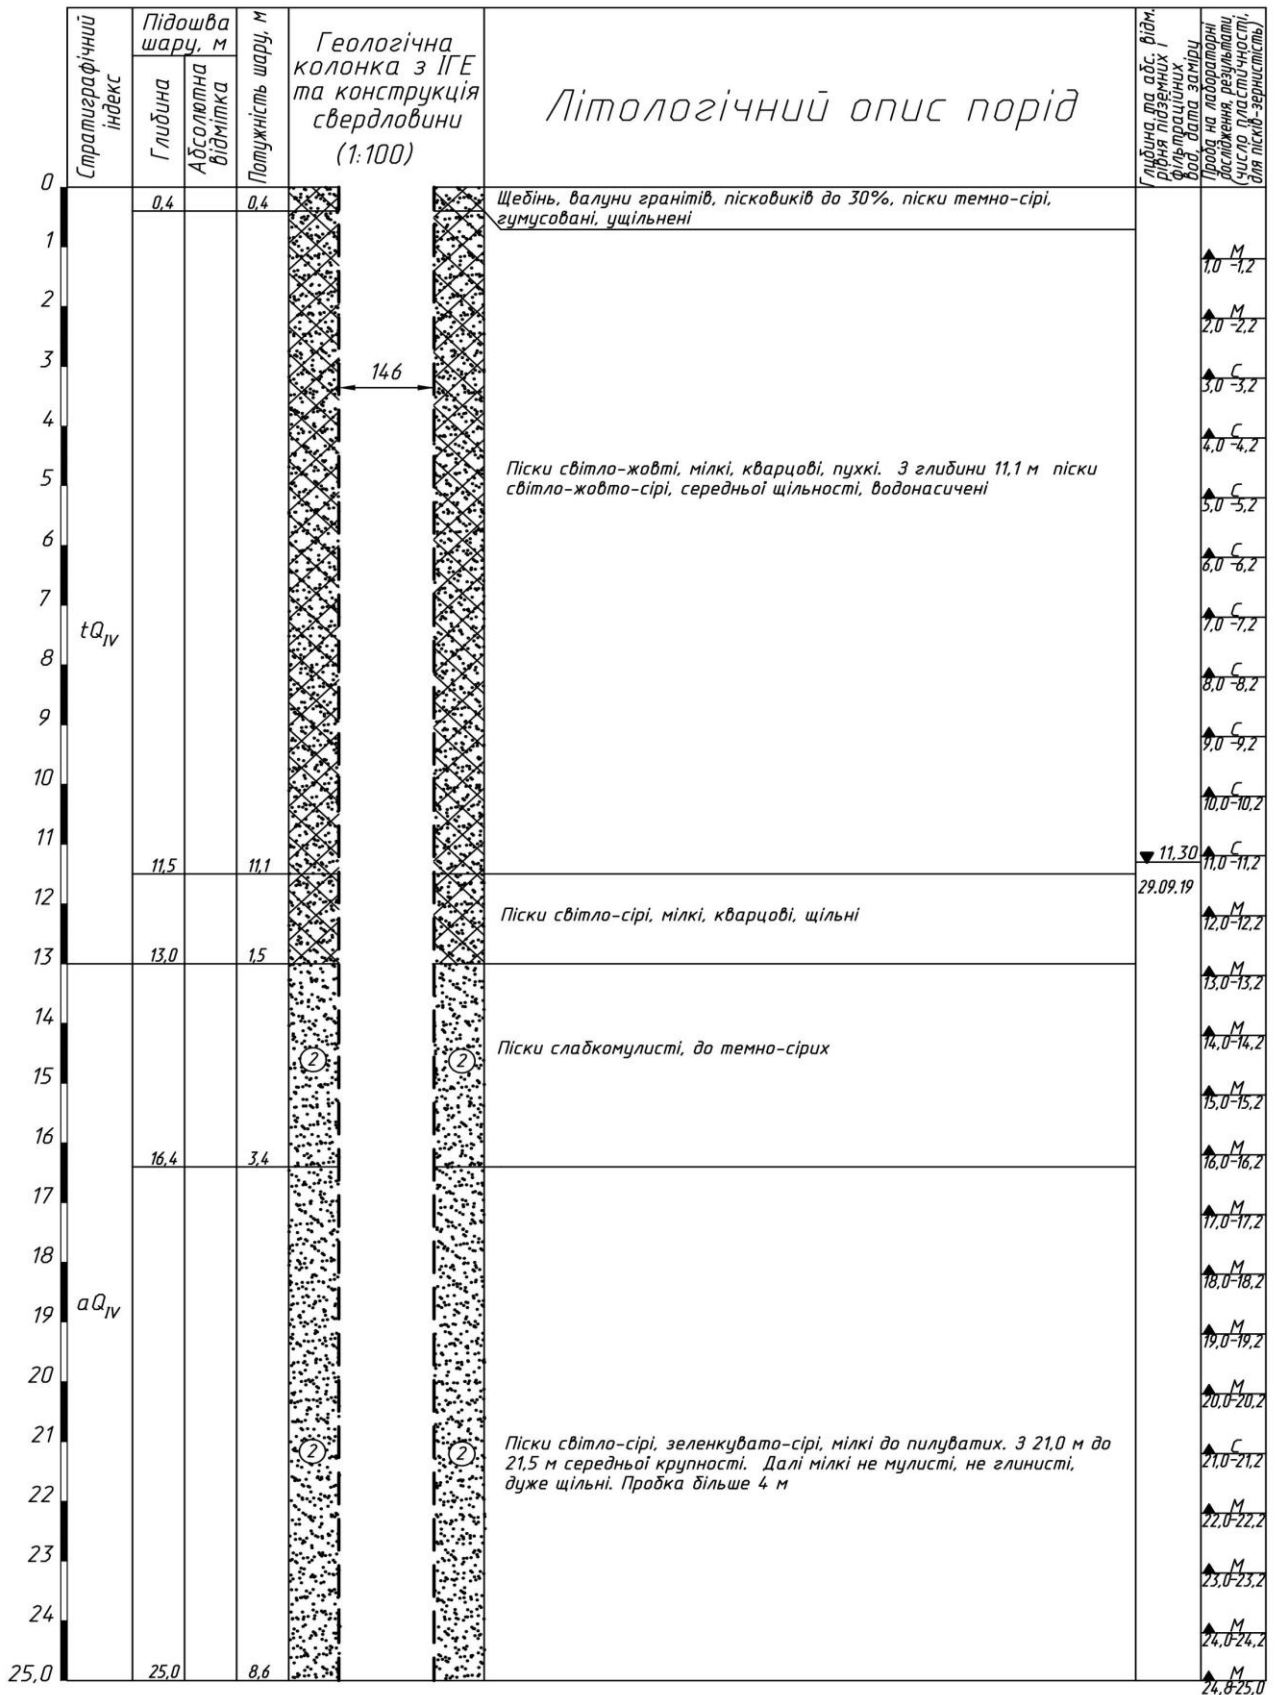 Стратиграфічний
індекс
Підошва
шару, м
Глибина
Абсолютна
відмітка
Потужність шару, м
Геологічна
колонка з ІГЕ
та конструкція
свердловини
(1:100)
Літологічний опис порід
Глибина та абс. відм.
рівня підземних і
фільтраційних
вод, дата заміру
Проба на лабораторні
дослідження, результати
(число пластичності,
для пісків-зернистість)
0
0,4
0,4
Щебінь, валуни гранітів, пісковиків до 30%, піски темно-сірі,
гумусовані, ущільнені
1
М
1,0 -1,2
2
М
2,0 -2,2
3
146
С
3,0 -3,2
4
С
4,0 -4,2
Піски світло-жовті, мілкі, кварцові, пухкі. З глибини 11,1 м піски
світло-жовто-сірі, середньої щільності, водонасичені
5
С
5,0 -5,2
6
С
6,0 -6,2
7
С
7,0 -7,2
tQIV
8
С
8,0 -8,2
9
С
9,0 -9,2
10
С
10,0-10,2
11
11,30
С
11,0 -11,2
11,5
11,1
29.09.19
12
Піски світло-сірі, мілкі, кварцові, щільні
М
12,0-12,2
13
13,0
1,5
М
13,0-13,2
14
М
14,0-14,2
Піски слабкомулисті, до темно-сірих
2
2
15
М
15,0-15,2
16
16,4
3,4
М
16,0-16,2
17
М
17,0-17,2
18
М
18,0-18,2
aQIV
19
М
19,0-19,2
20
М
20,0-20,2
21
2
2
Піски світло-сірі, зеленкувато-сірі, мілкі до пилуватих. З 21,0 м до
21,5 м середньої крупності. Далі мілкі не мулисті, не глинисті,
дуже щільні. Пробка більше 4 м
С
21,0-21,2
22
М
22,0-22,2
23
М
23,0-23,2
24
М
24,0-24,2
25,0
25,0
8,6
М
24,8-25,0